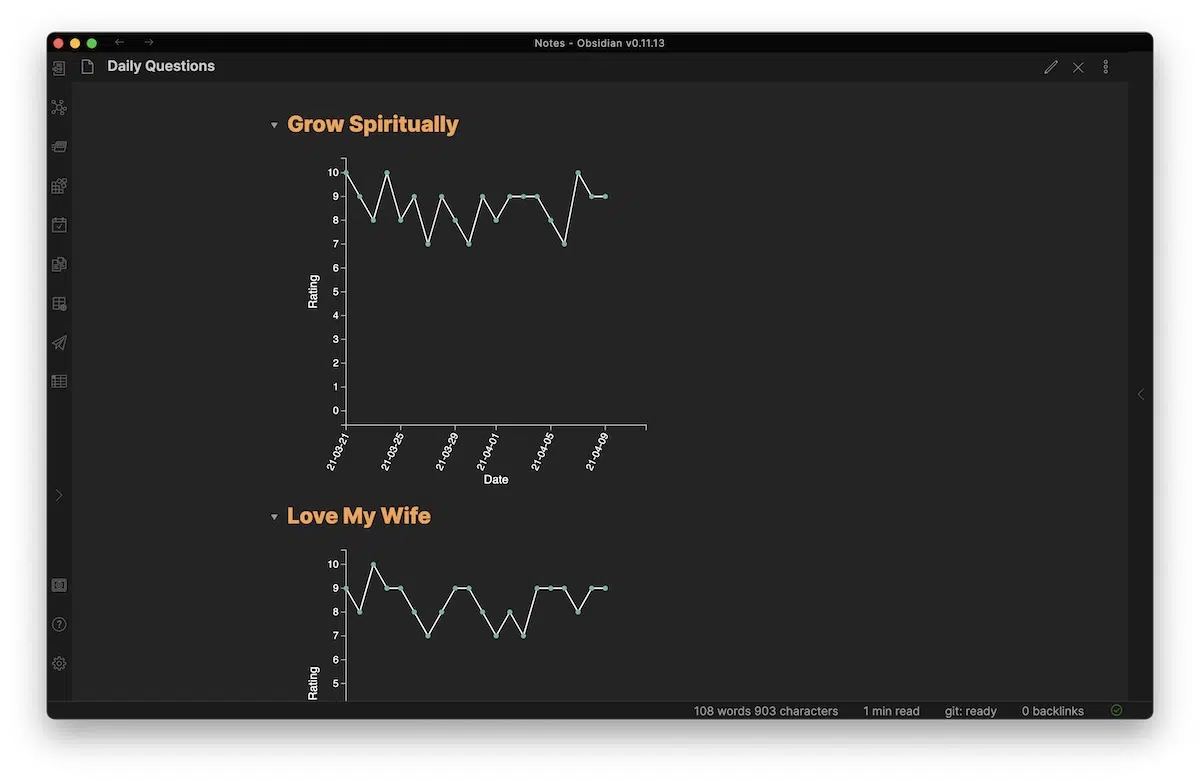 Notes - Obsidian v0.11.13
Daily Questions
Grow Spiritually
10
9
8
7
6
5
4
3
2
1
0
Rating
21-03-21
21-03-25
21-03-29
21-04-01
21-04-05
21-04-09
Date
Love My Wife
10
9
8
7
6
5
Rating
108 words 903 characters
1 min read
git: ready
0 backlinks